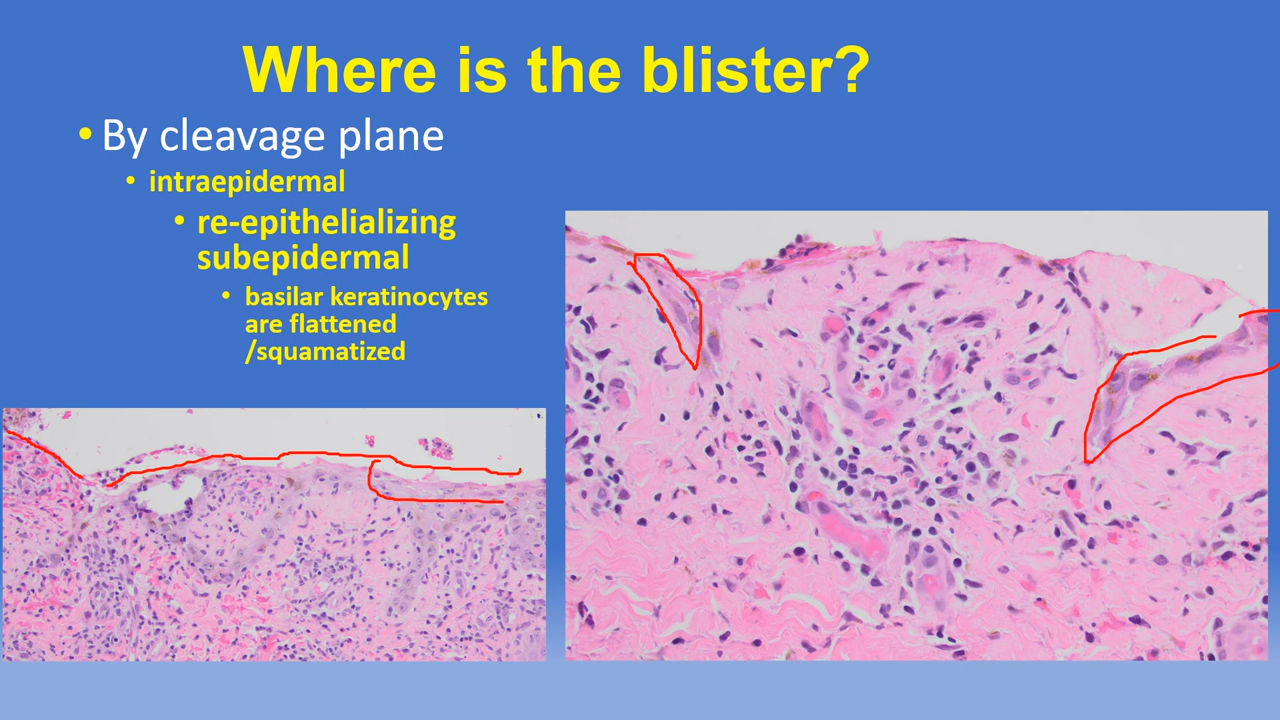 Where is the blister?
• By cleavage plane
• intraepidermal
• re-epithelializing
subepidermal
• basilar keratinocytes
are flattened
/squamatized